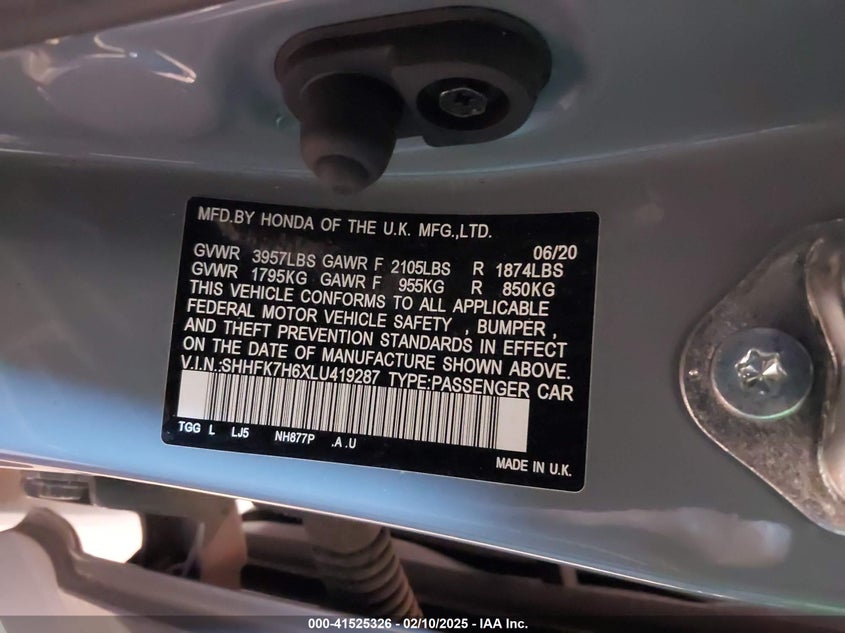 MFD.BY HONDA OF THE U.K. MFG.,LTD.
06/20
GVWR 3957LBS GAWR F 2105LBS R 1874LBS
GVWR 1795KG GAWR F 955KG R 850KG
THIS VEHICLE CONFORMS TO ALL APPLICABLE
FEDERAL MOTOR VEHICLE SAFETY , BUMPER ,
AND THEFT PREVENTION STANDARDS IN EFFECT
ON THE DATE OF MANUFACTURE SHOWN ABOVE.
V.I.N.:SHHFK7H6XLU419287 TYPE:PASSENGER CAR
TGG L LJ5 NH877P .A .U
MADE IN U.K.
000-41525326 - 02/10/2025 - IAA Inc.